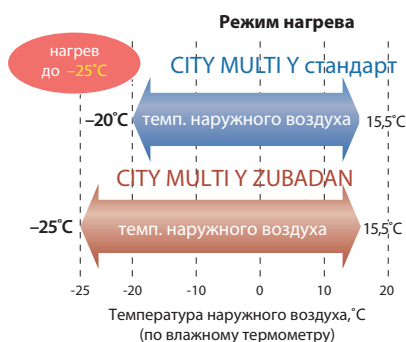 Режим нагрева
нагрев
до –25˚C
CITY MULTI Y стандарт
–20˚C
темп. наружного воздуха
15,5˚C
CITY MULTI Y ZUBADAN
–25˚C
темп. наружного воздуха
15,5˚C
-25 -20 -10 0 10 20
Температура наружного воздуха,˚C
(по влажному термометру)